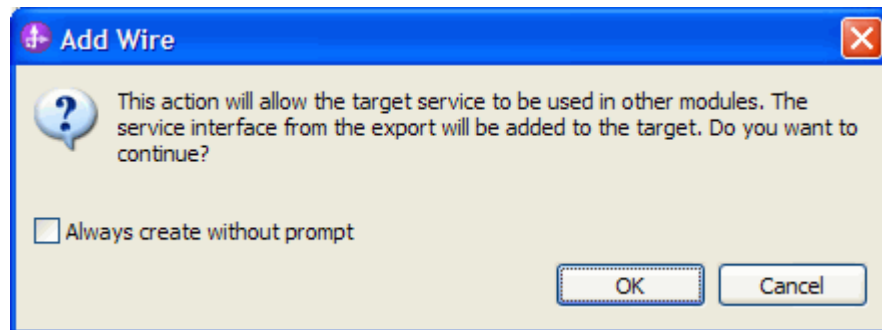 Add Wire
This action will allow the target service to be used in other modules. The
service interface from the export will be added to the target. Do you want to
continue?
Always create without prompt
OK Cancel